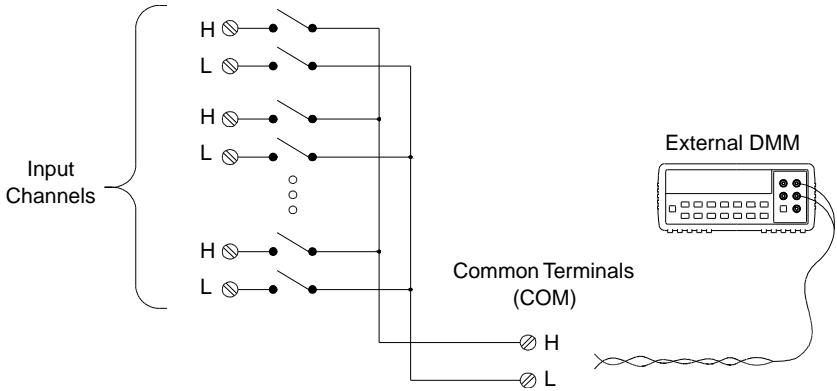 H
L
H
L
Input
Channels
H
L
External DMM
Common Terminals
(COM)
H
L